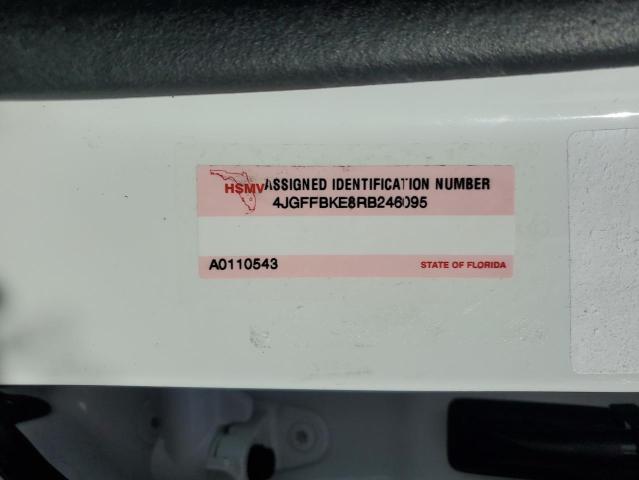 HSMV ASSIGNED IDENTIFICATION NUMBER
4JGFFBKE8RB246095
A0110543 STATE OF FLORIDA